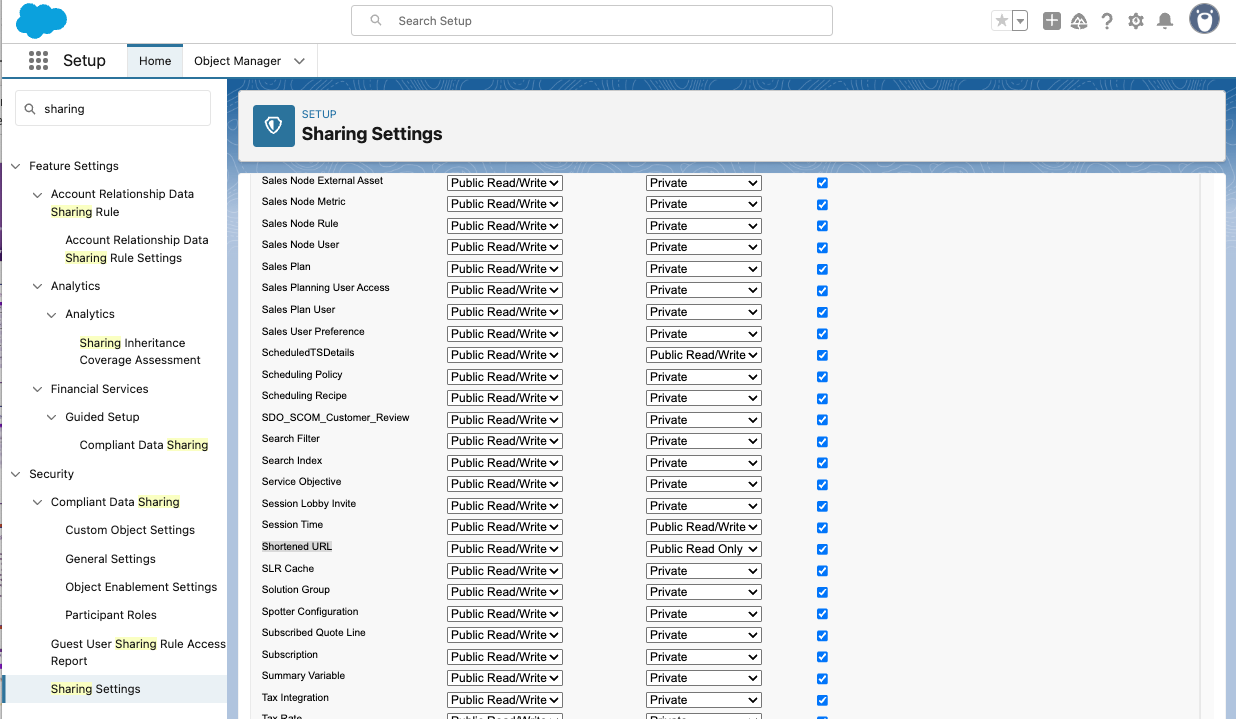 Search Setup
Setup
Home
Object Manager
sharing
Feature Settings
Account Relationship Data
Sharing Rule
Account Relationship Data
Sharing Rule Settings
Analytics
Analytics
Sharing Inheritance
Coverage Assessment
Financial Services
Guided Setup
Compliant Data Sharing
Security
Compliant Data Sharing
Custom Object Settings
General Settings
Object Enablement Settings
Participant Roles
Guest User Sharing Rule Access
Report
Sharing Settings
SETUP
Sharing Settings
Sales Node External Asset Public Read/Write Private
Sales Node Metric Public Read/Write Private
Sales Node Rule Public Read/Write Private
Sales Node User Public Read/Write Private
Sales Plan Public Read/Write Private
Sales Planning User Access Public Read/Write Private
Sales Plan User Public Read/Write Private
Sales User Preference Public Read/Write Private
ScheduledTSDetails Public Read/Write Public Read/Write
Scheduling Policy Public Read/Write Private
Scheduling Recipe Public Read/Write Private
SDO_SCOM_Customer_Review Public Read/Write Private
Search Filter Public Read/Write Private
Search Index Public Read/Write Private
Service Objective Public Read/Write Private
Session Lobby Invite Public Read/Write Private
Session Time Public Read/Write Public Read/Write
Shortened URL Public Read/Write Public Read Only
SLR Cache Public Read/Write Private
Solution Group Public Read/Write Private
Spotter Configuration Public Read/Write Private
Subscribed Quote Line Public Read/Write Private
Subscription Public Read/Write Private
Summary Variable Public Read/Write Private
Tax Integration Public Read/Write Private
Tax Rate Public Read/Write Private